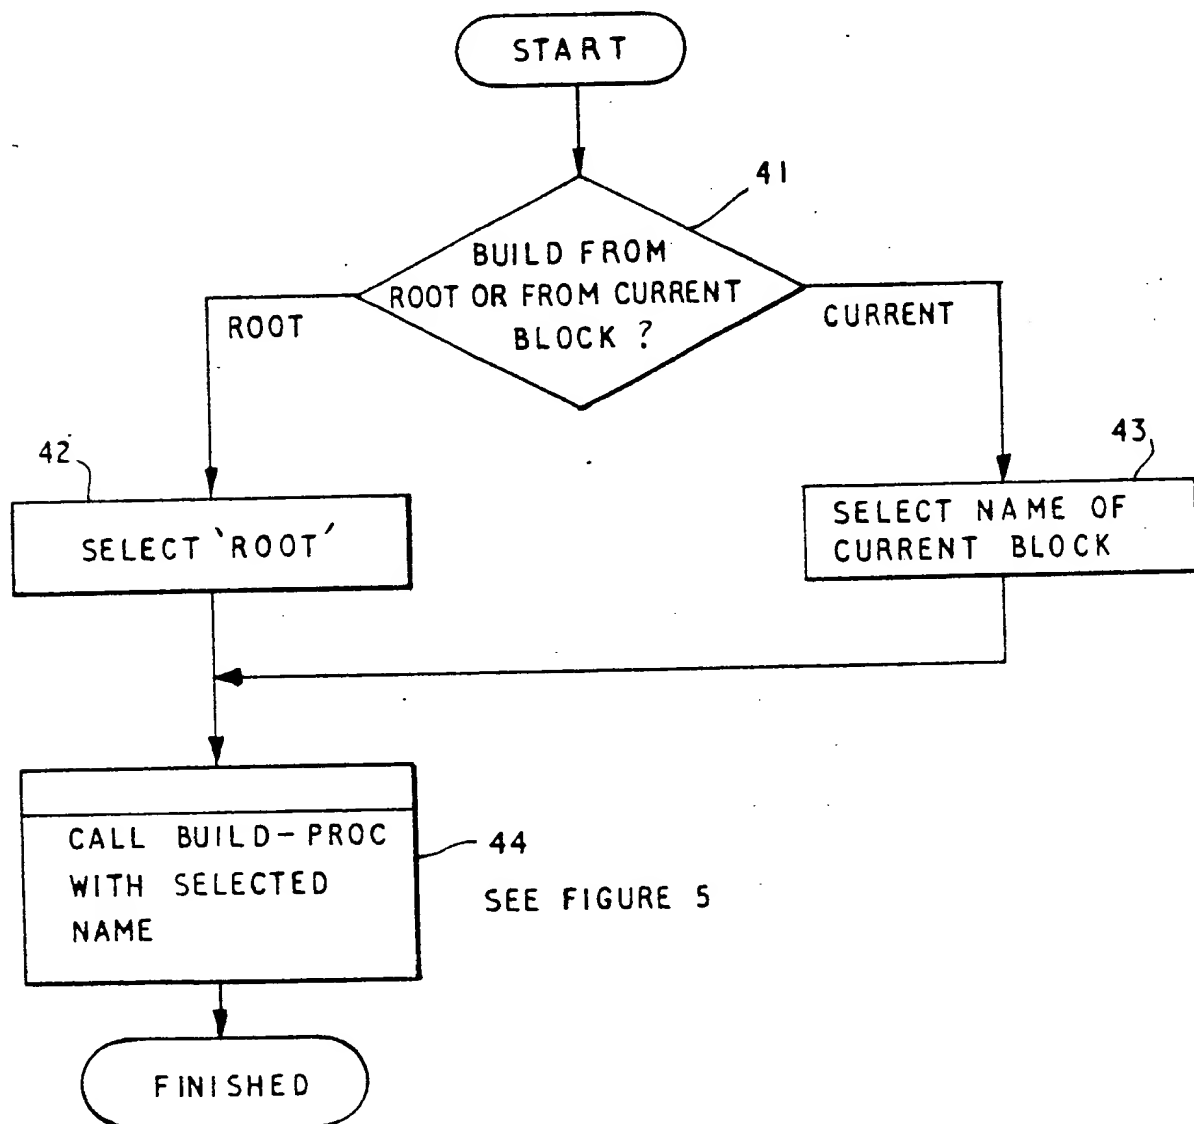 START
41
BUILD FROM
ROOT OR FROM CURRENT
BLOCK ?
ROOT
CURRENT
42
43
SELECT 'ROOT'
SELECT NAME OF
CURRENT BLOCK
CALL BUILD-PROC
WITH SELECTED
NAME
44
SEE FIGURE 5
FINISHED